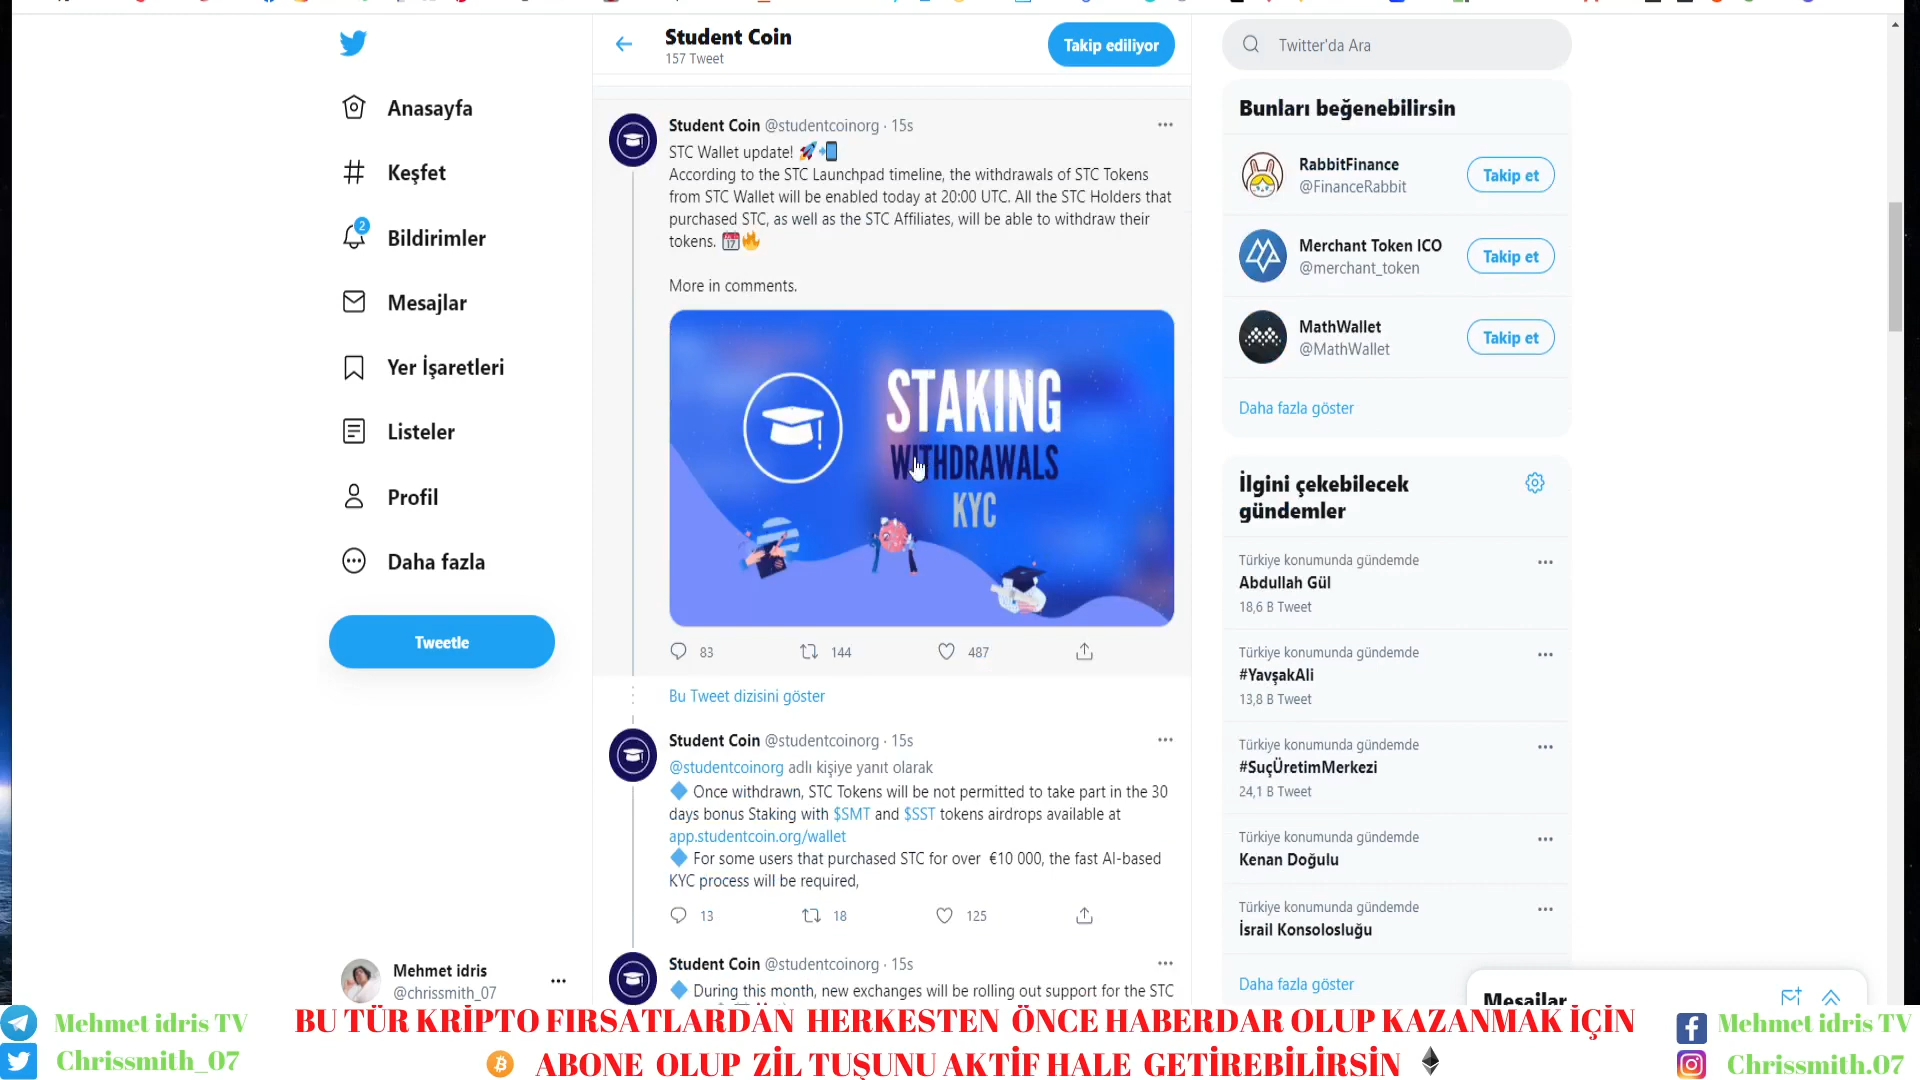 Student Coin
157 Tweet
Takip ediliyor
Twitter'da Ara
Anasayfa
Keşfet
2
Bildirimler
Mesajlar
Yer İşaretleri
Listeler
Profil
Daha fazla
Tweetle
Mehmet idris
@chrissmith_07
Student Coin @studentcoinorg · 15s
STC Wallet update! 🚀📲
According to the STC Launchpad timeline, the withdrawals of STC Tokens
from STC Wallet will be enabled today at 20:00 UTC. All the STC Holders that
purchased STC, as well as the STC Affiliates, will be able to withdraw their
tokens. 📅🔥
More in comments.
STAKING
WITHDRAWALS
KYC
83 144 487
Bu Tweet dizisini göster
Student Coin @studentcoinorg · 15s
@studentcoinorg adlı kişiye yanıt olarak
🔷 Once withdrawn, STC Tokens will be not permitted to take part in the 30
days bonus Staking with $SMT and $SST tokens airdrops available at
app.studentcoin.org/wallet
🔷 For some users that purchased STC for over €10 000, the fast AI-based
KYC process will be required,
13 18 125
Student Coin @studentcoinorg · 15s
🔷 During this month, new exchanges will be rolling out support for the STC
Bunları beğenebilirsin
RabbitFinance
@FinanceRabbit
Takip et
Merchant Token ICO
@merchant_token
Takip et
MathWallet
@MathWallet
Takip et
Daha fazla göster
İlgini çekebilecek
gündemler
Türkiye konumunda gündemde
Abdullah Gül
18,6 B Tweet
Türkiye konumunda gündemde
#YavşakAli
13,8 B Tweet
Türkiye konumunda gündemde
#SuçÜretimMerkezi
24,1 B Tweet
Türkiye konumunda gündemde
Kenan Doğulu
Türkiye konumunda gündemde
İsrail Konsolosluğu
Daha fazla göster
Mesajlar
Mehmet idris TV
Chrissmith_07
BU TÜR KRİPTO FIRSATLARDAN HERKESTEN ÖNCE HABERDAR OLUP KAZANMAK İÇİN
ABONE OLUP ZİL TUŞUNU AKTİF HALE GETİREBİLİRSİN
Mehmet idris TV
Chrissmith.07